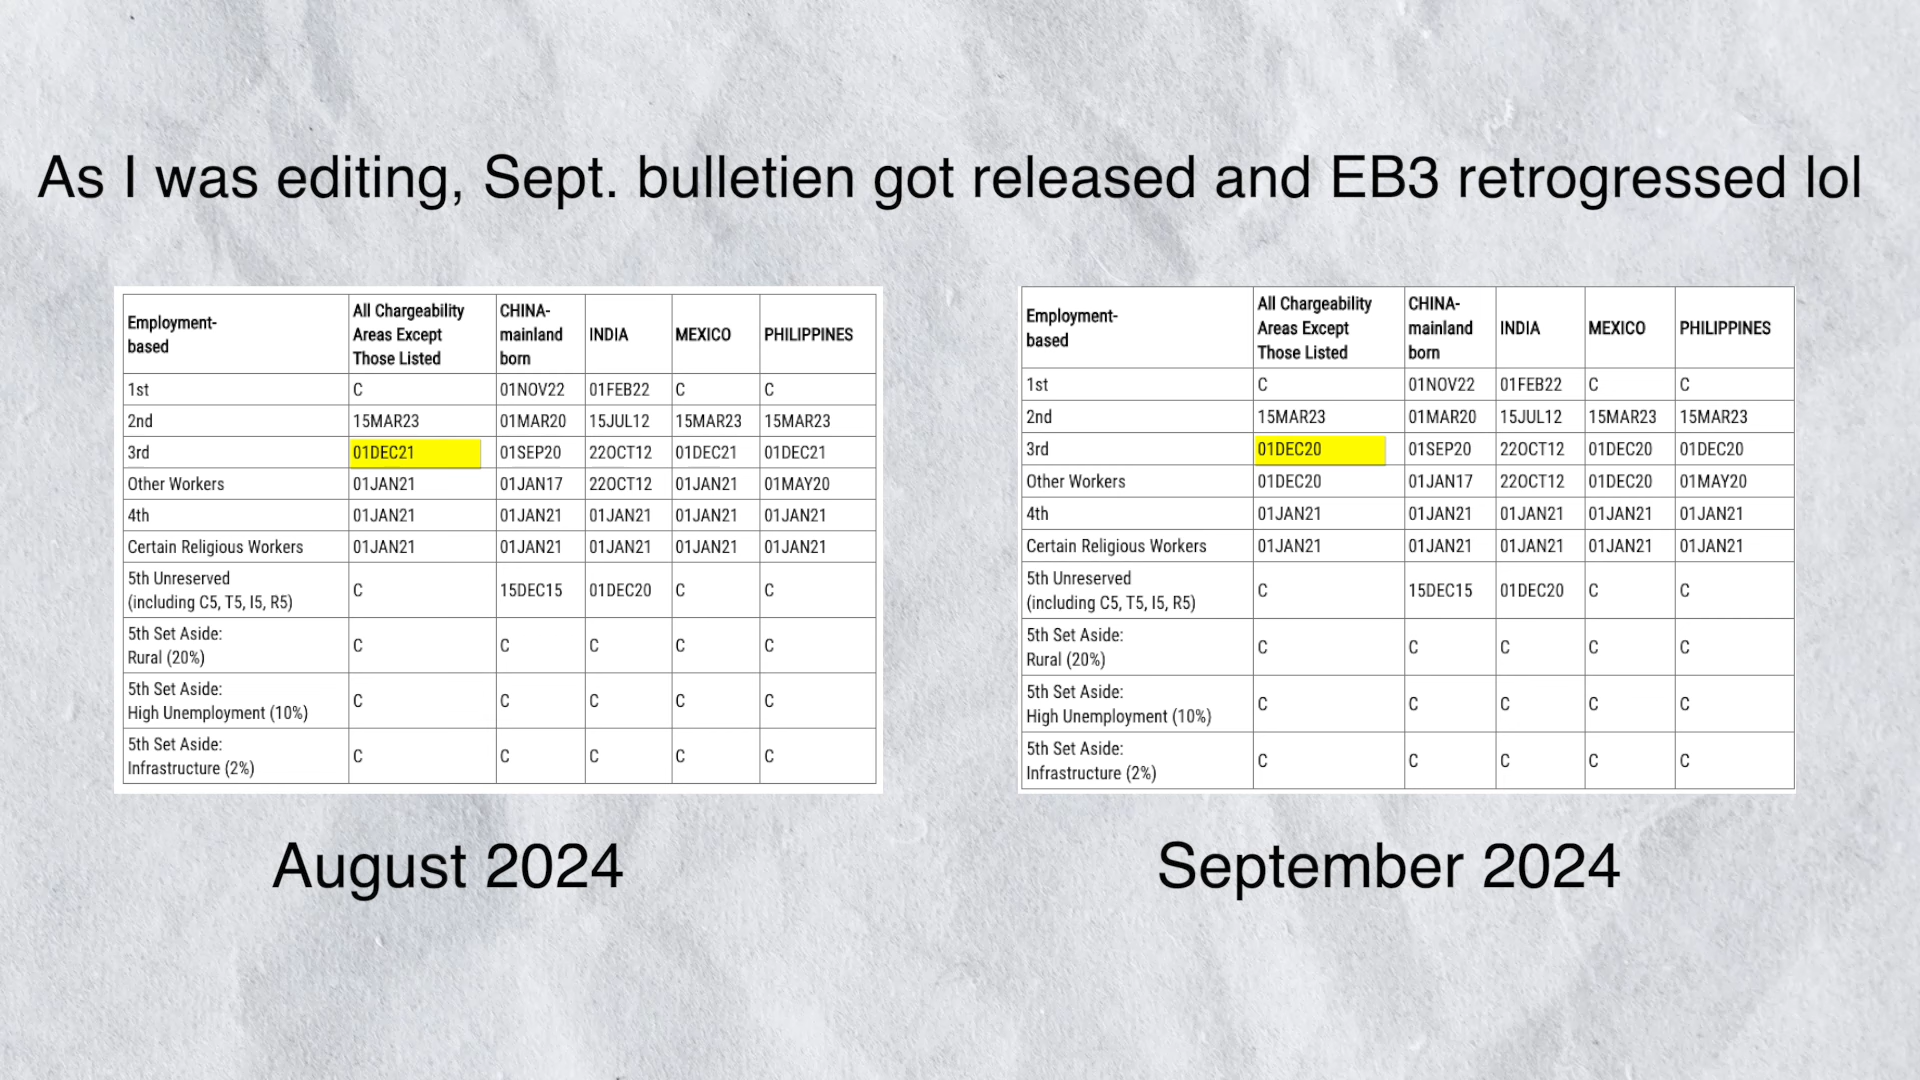 As I was editing, Sept. bulletien got released and EB3 retrogressed lol
Employment-based All Chargeability Areas Except Those Listed CHINA-mainland born INDIA MEXICO PHILIPPINES
1st C 01NOV22 01FEB22 C C
2nd 15MAR23 01MAR20 15JUL12 15MAR23 15MAR23
3rd 01DEC21 01SEP20 22OCT12 01DEC21 01DEC21
Other Workers 01JAN21 01JAN17 22OCT12 01JAN21 01MAY20
4th 01JAN21 01JAN21 01JAN21 01JAN21 01JAN21
Certain Religious Workers 01JAN21 01JAN21 01JAN21 01JAN21 01JAN21
5th Unreserved (including C5, T5, I5, R5) C 15DEC15 01DEC20 C C
5th Set Aside: Rural (20%) C C C C C
5th Set Aside: High Unemployment (10%) C C C C C
5th Set Aside: Infrastructure (2%) C C C C C
August 2024
Employment-based All Chargeability Areas Except Those Listed CHINA-mainland born INDIA MEXICO PHILIPPINES
1st C 01NOV22 01FEB22 C C
2nd 15MAR23 01MAR20 15JUL12 15MAR23 15MAR23
3rd 01DEC20 01SEP20 22OCT12 01DEC20 01DEC20
Other Workers 01DEC20 01JAN17 22OCT12 01DEC20 01MAY20
4th 01JAN21 01JAN21 01JAN21 01JAN21 01JAN21
Certain Religious Workers 01JAN21 01JAN21 01JAN21 01JAN21 01JAN21
5th Unreserved (including C5, T5, I5, R5) C 15DEC15 01DEC20 C C
5th Set Aside: Rural (20%) C C C C C
5th Set Aside: High Unemployment (10%) C C C C C
5th Set Aside: Infrastructure (2%) C C C C C
September 2024